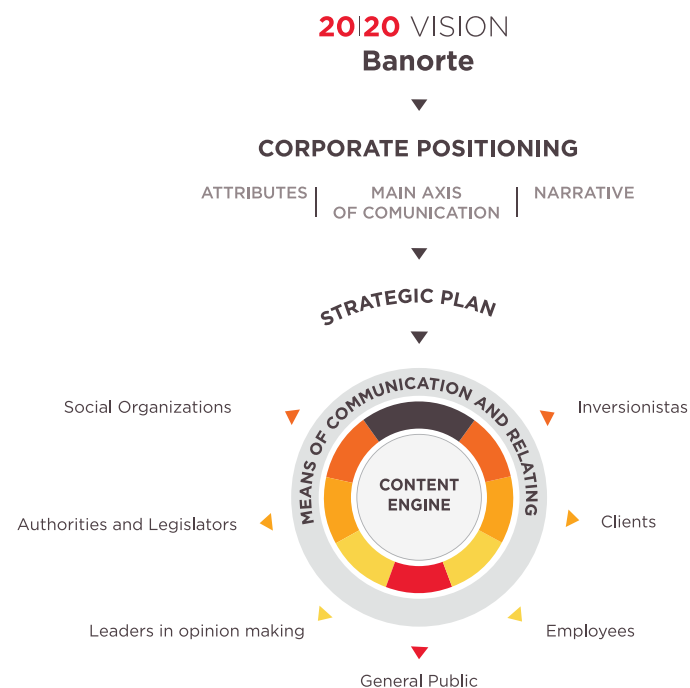 20|20 VISION
Banorte
CORPORATE POSITIONING
ATTRIBUTES
MAIN AXIS
OF COMUNICATION
NARRATIVE
STRATEGIC PLAN
MEANS OF COMMUNICATION AND RELATING
CONTENT
ENGINE
Social Organizations
Inversionistas
Authorities and Legislators
Clients
Leaders in opinion making
Employees
General Public